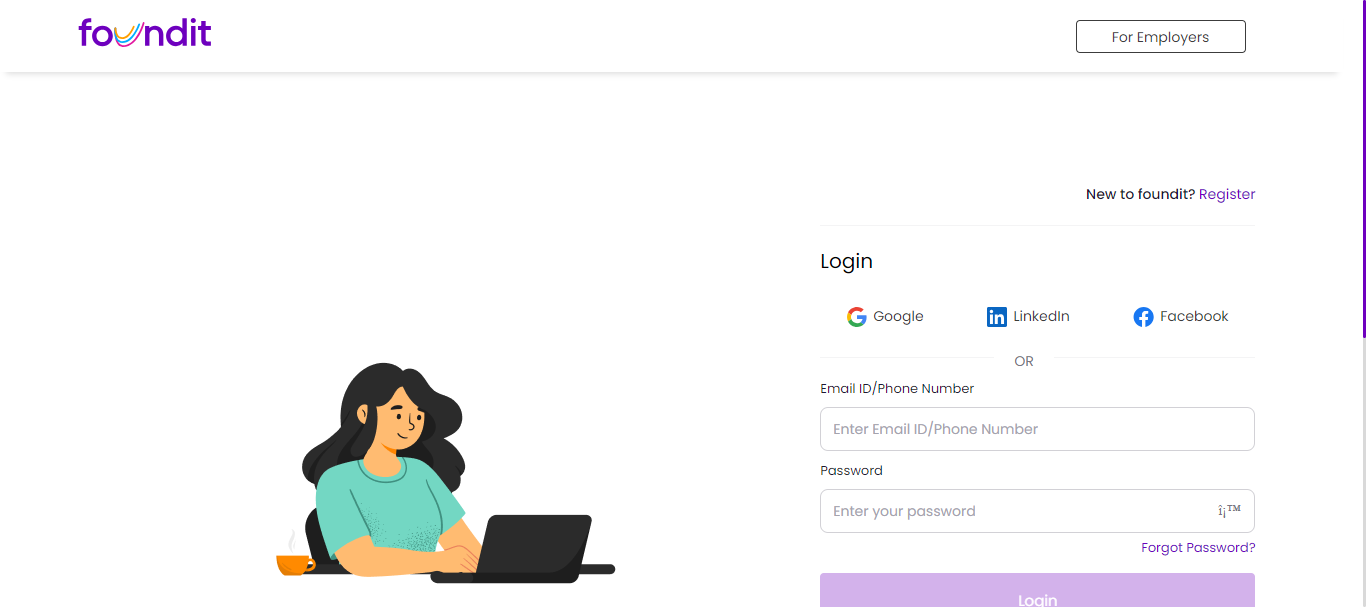 foundit
For Employers
New to foundit? Register
Login
Google LinkedIn Facebook
OR
Email ID/Phone Number
Enter Email ID/Phone Number
Password
Enter your password î¡™
Forgot Password?
Login